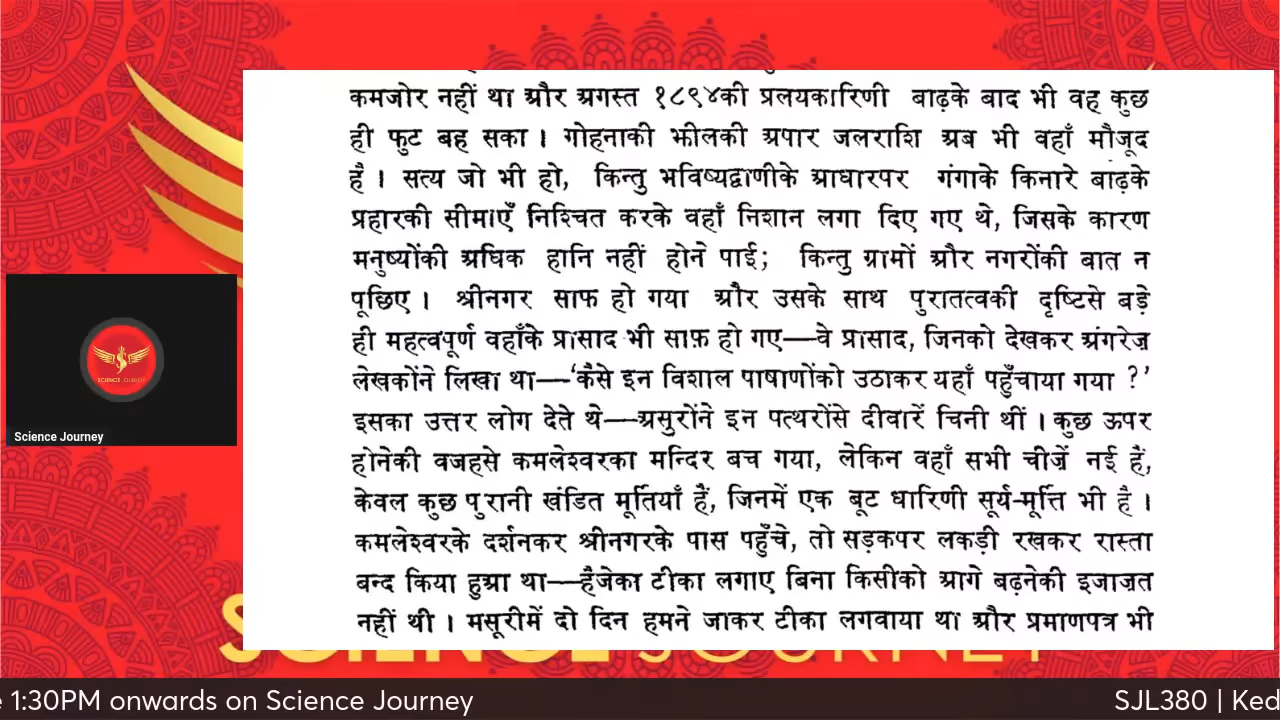 कमजोर नहीं था और अगस्त १८९४की प्रलयकारिणी बाढ़के बाद भी वह कुछ
ही फुट बह सका । गोहनाकी झीलकी अपार जलराशि अब भी वहाँ मौजूद
है । सत्य जो भी हो, किन्तु भविष्यद्वाणीके आधारपर गंगाके किनारे बाढ़के
प्रहारकी सीमाएँ निश्चित करके वहाँ निशान लगा दिए गए थे, जिसके कारण
मनुष्योंकी अधिक हानि नहीं होने पाई; किन्तु ग्रामों और नगरोंकी बात न
पूछिए । श्रीनगर साफ हो गया और उसके साथ पुरातत्वकी दृष्टिसे बड़े
ही महत्वपूर्ण वहाँके प्रासाद भी साफ़ हो गए—वे प्रासाद, जिनको देखकर अंगरेज़
लेखकोंने लिखा था—‘कैसे इन विशाल पाषाणोंको उठाकर यहाँ पहुँचाया गया ?’
इसका उत्तर लोग देते थे—असुरोंने इन पत्थरोंसे दीवारें चिनी थीं । कुछ ऊपर
होनेकी वजहसे कमलेश्वरका मन्दिर बच गया, लेकिन वहाँ सभी चीज़ें नई हैं,
केवल कुछ पुरानी खंडित मूर्तियाँ हैं, जिनमें एक बूट धारिणी सूर्य-मूर्त्ति भी है ।
कमलेश्वरके दर्शनकर श्रीनगरके पास पहुँचे, तो सड़कपर लकड़ी रखकर रास्ता
बन्द किया हुआ था—हैजेका टीका लगाए बिना किसीको आगे बढ़नेकी इजाज़त
नहीं थी । मसूरीमें दो दिन हमने जाकर टीका लगवाया था और प्रमाणपत्र भी
SCIENCE JOURNEY
Science Journey
SCIENCE JOURNEY
e 1:30PM onwards on Science Journey
SJL380 | Ked